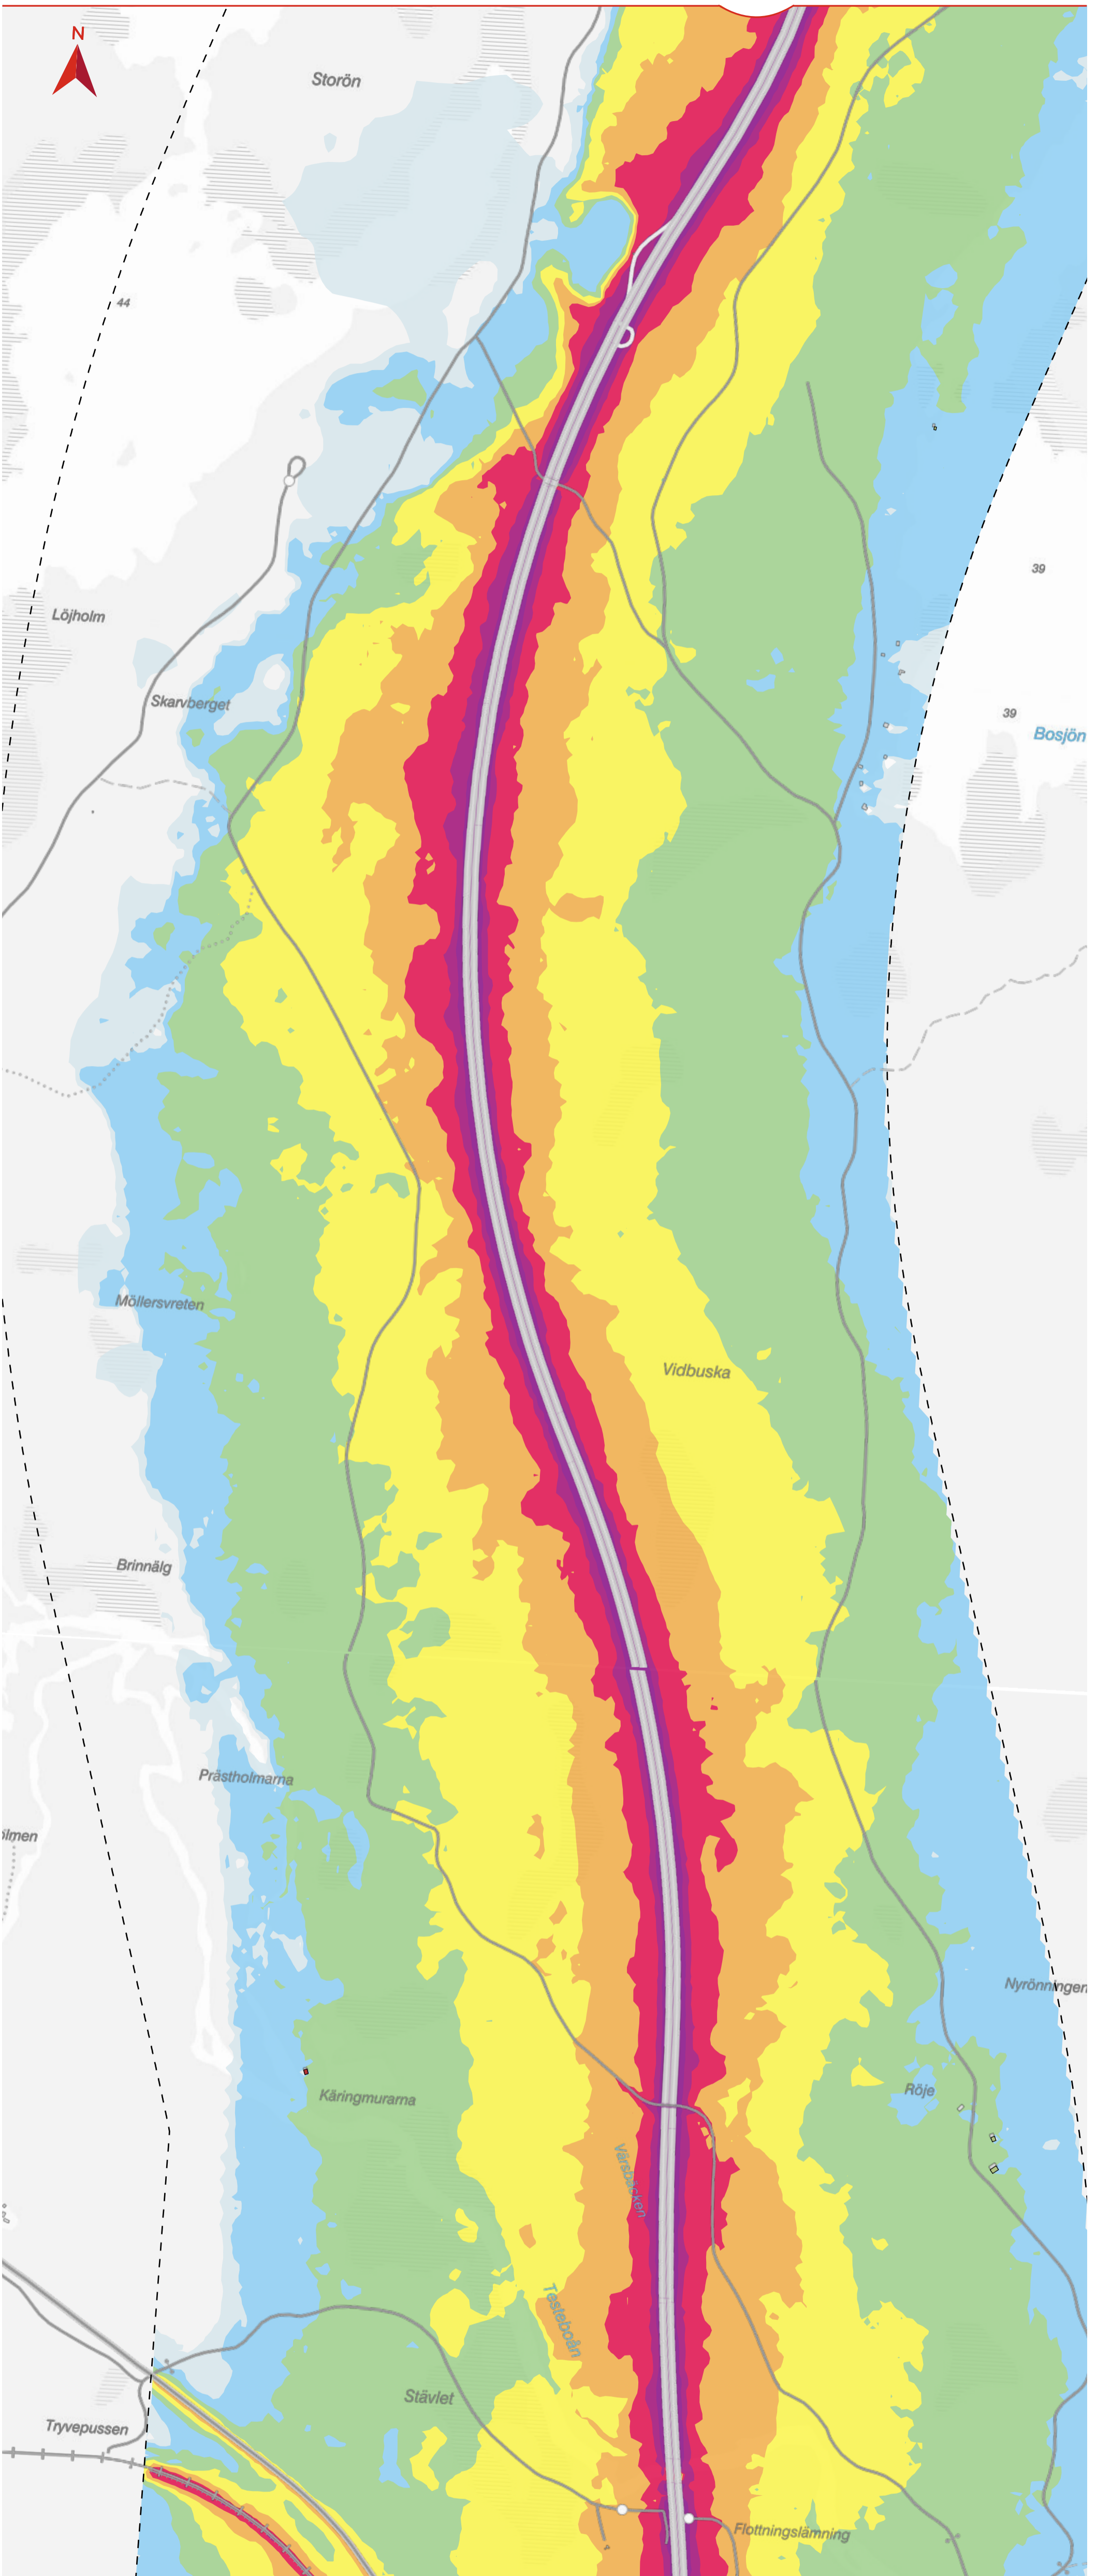 N
Storön
44
39
Löjholm
Skarvberget
39
Bosjön
Möllersvreten
Vidbuska
Brinnälg
Prästholmarna
Nyrönningen
Röje
Käringmurarna
Testeboån
Stävlet
Tryvepussen
Flottningslämning